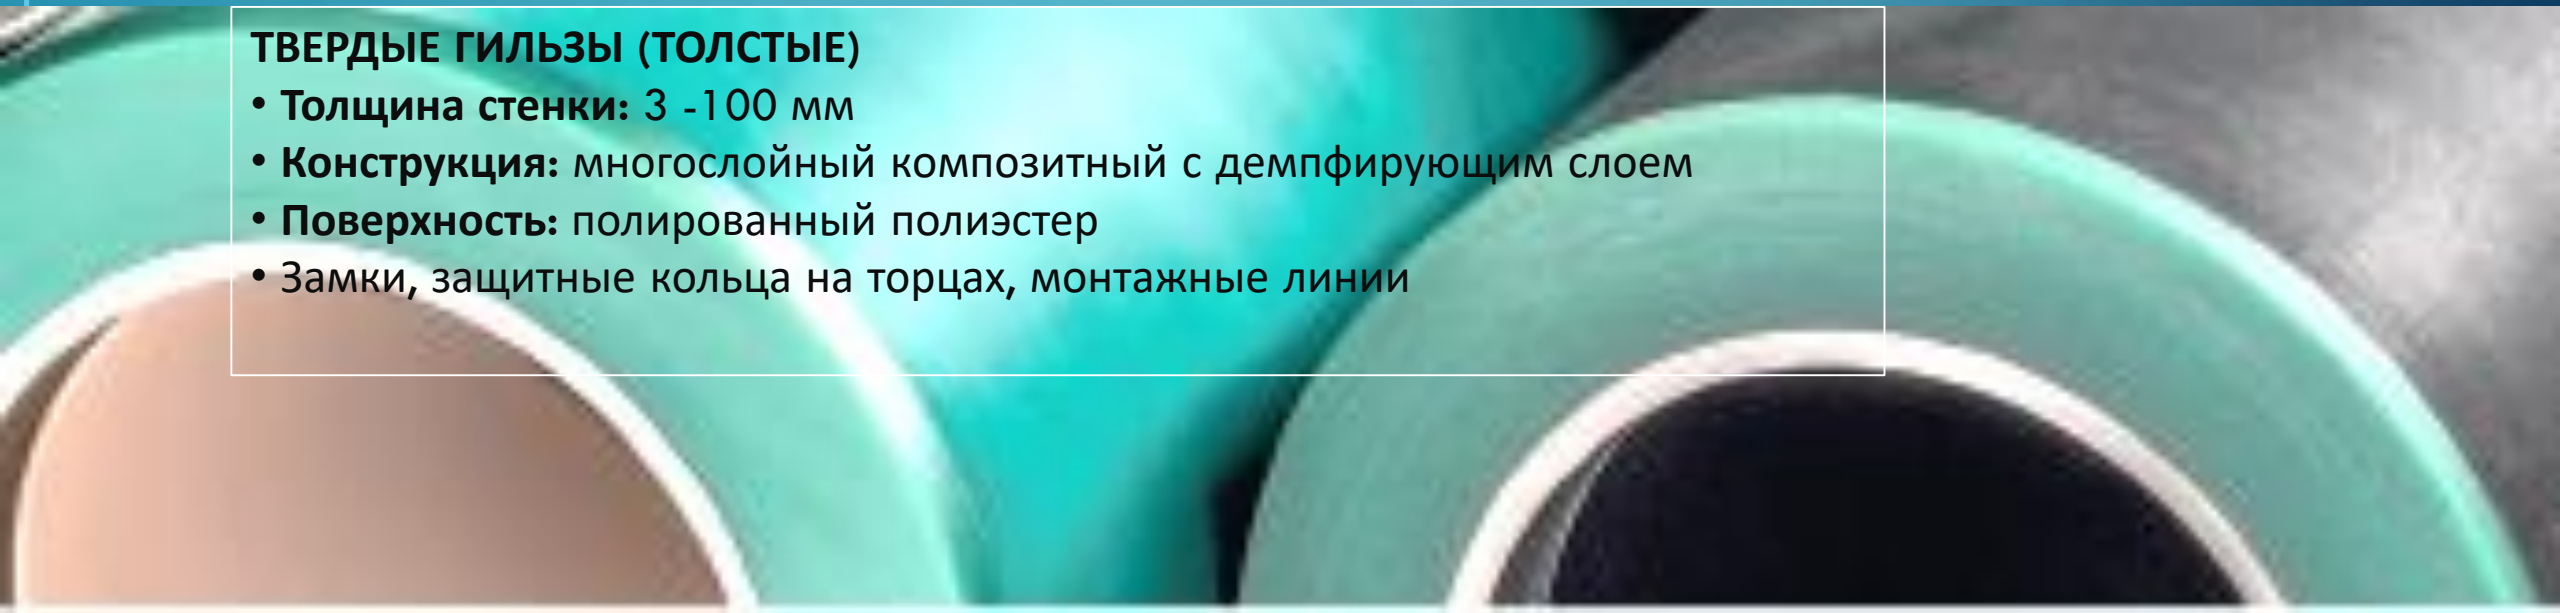 ТВЕРДЫЕ ГИЛЬЗЫ (ТОЛСТЫЕ)
• Толщина стенки: 3 -100 мм
• Конструкция: многослойный композитный с демпфирующим слоем
• Поверхность: полированный полиэстер
• Замки, защитные кольца на торцах, монтажные линии